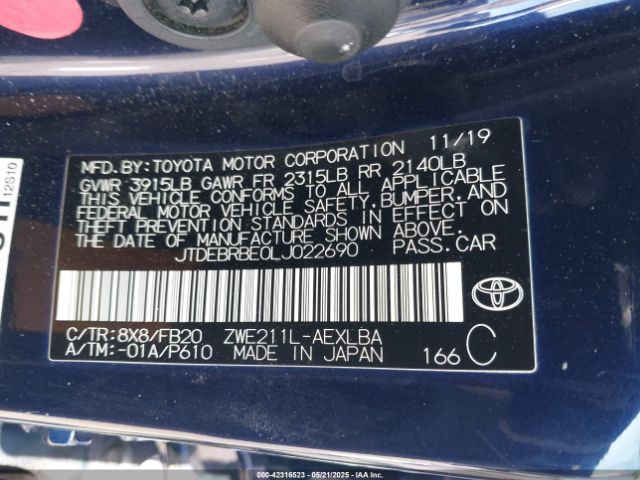 MFD.BY:TOYOTA MOTOR CORPORATION 11/19
GVWR 3915LB GAWR FR 2315LB RR 2140LB
THIS VEHICLE CONFORMS TO ALL APPLICABLE
FEDERAL MOTOR VEHICLE SAFETY,BUMPER,AND
THEFT PREVENTION STANDARDS IN EFFECT ON
THE DATE OF MANUFACTURE SHOWN ABOVE.
JTDEBRBE0LJ022690 PASS.CAR
C/TR:8X8/FB20 ZWE211L-AEXLBA
A/TM:-01A/P610 MADE IN JAPAN 166 C
12S10
000-42316523 - 05/21/2025 - IAAI.COM